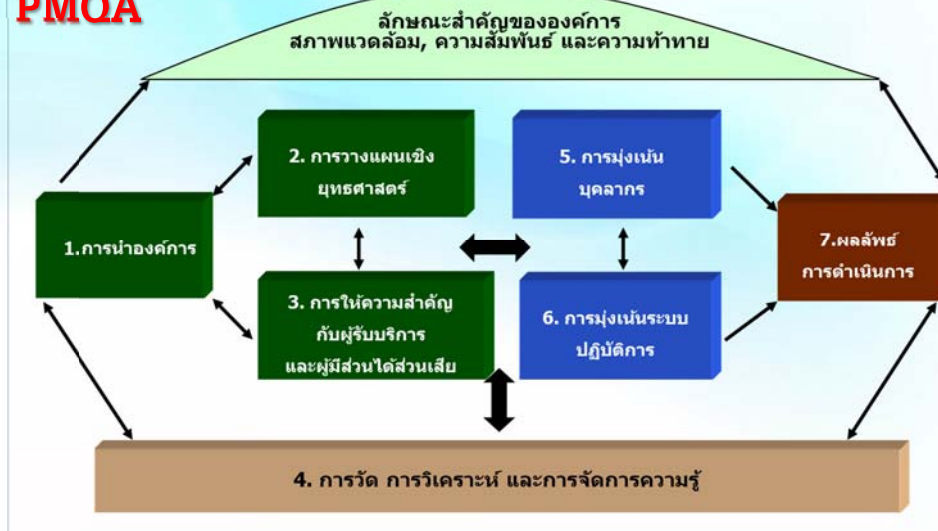 PMQA
ลักษณะสำคัญขององค์การ
สภาพแวดล้อม, ความสัมพันธ์ และความท้าทาย
2. การวางแผนเชิง
ยุทธศาสตร์
5. การมุ่งเน้น
บุคลากร
1.การนำองค์การ
7.ผลลัพธ์
การดำเนินการ
3. การให้ความสำคัญ
กับผู้รับบริการ
และผู้มีส่วนได้ส่วนเสีย
6. การมุ่งเน้นระบบ
ปฏิบัติการ
4. การวัด การวิเคราะห์ และการจัดการความรู้